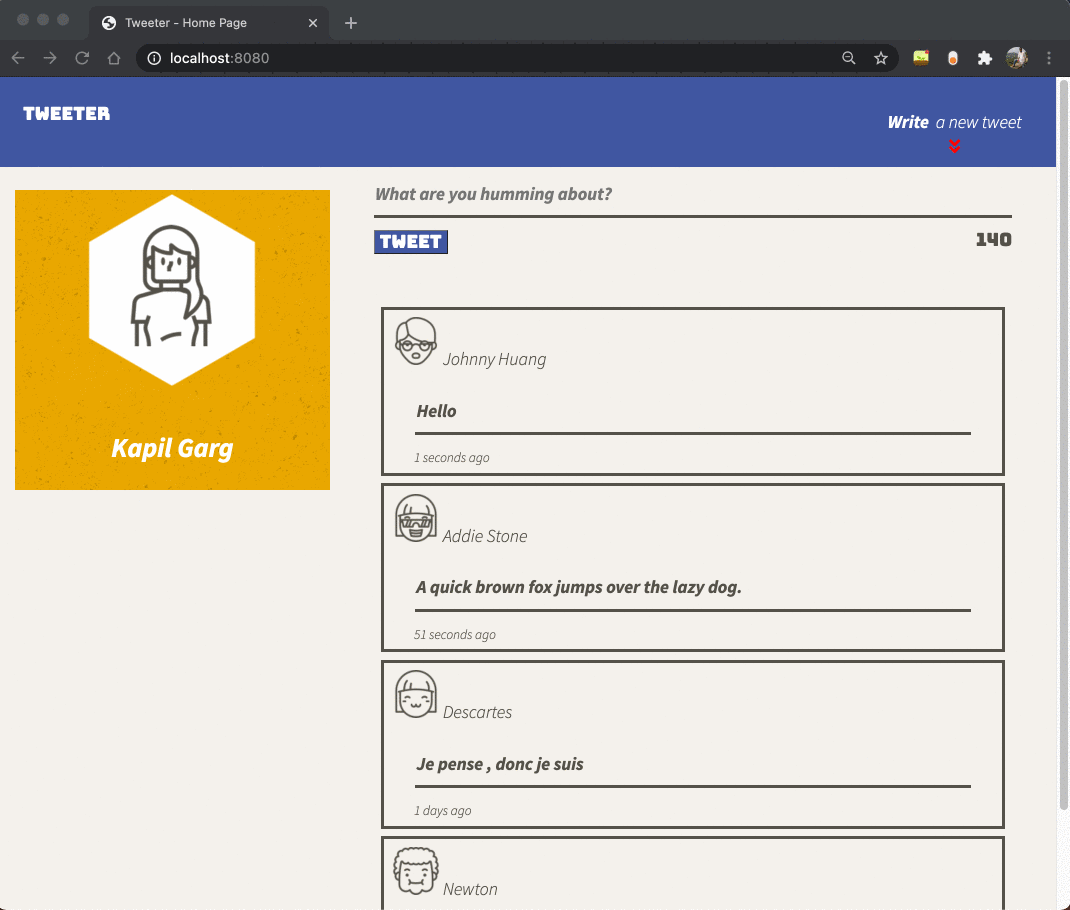 Tweeter - Home Page
localhost:8080
TWEETER
Write a new tweet
What are you humming about?
TWEET
140
Kapil Garg
Johnny Huang
Hello
1 seconds ago
Addie Stone
A quick brown fox jumps over the lazy dog.
51 seconds ago
Descartes
Je pense , donc je suis
1 days ago
Newton